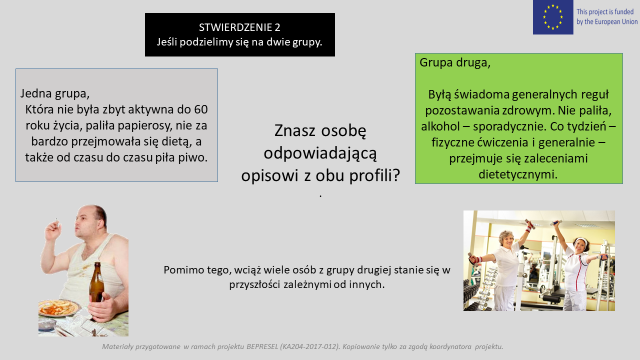 STWIERDZENIE 2
Jeśli podzielimy się na dwie grupy.
This project is funded
by the European Union
Jedna grupa,
Która nie była zbyt aktywna do 60
roku życia, paliła papierosy, nie za
bardzo przejmowała się dietą, a
także od czasu do czasu piła piwo.
Znasz osobę
odpowiadającą
opisowi z obu profili?
.
Grupa druga,
Byłą świadoma generalnych reguł
pozostawania zdrowym. Nie paliła,
alkohol – sporadycznie. Co tydzień –
fizyczne ćwiczenia i generalnie –
przejmuje się zaleceniami
dietetycznymi.
Pomimo tego, wciąż wiele osób z grupy drugiej stanie się w
przyszłości zależnymi od innych.
Materiały przygotowane w ramach projektu BEPRESEL (KA204-2017-012). Kopiowanie tylko za zgodą koordynatora projektu.